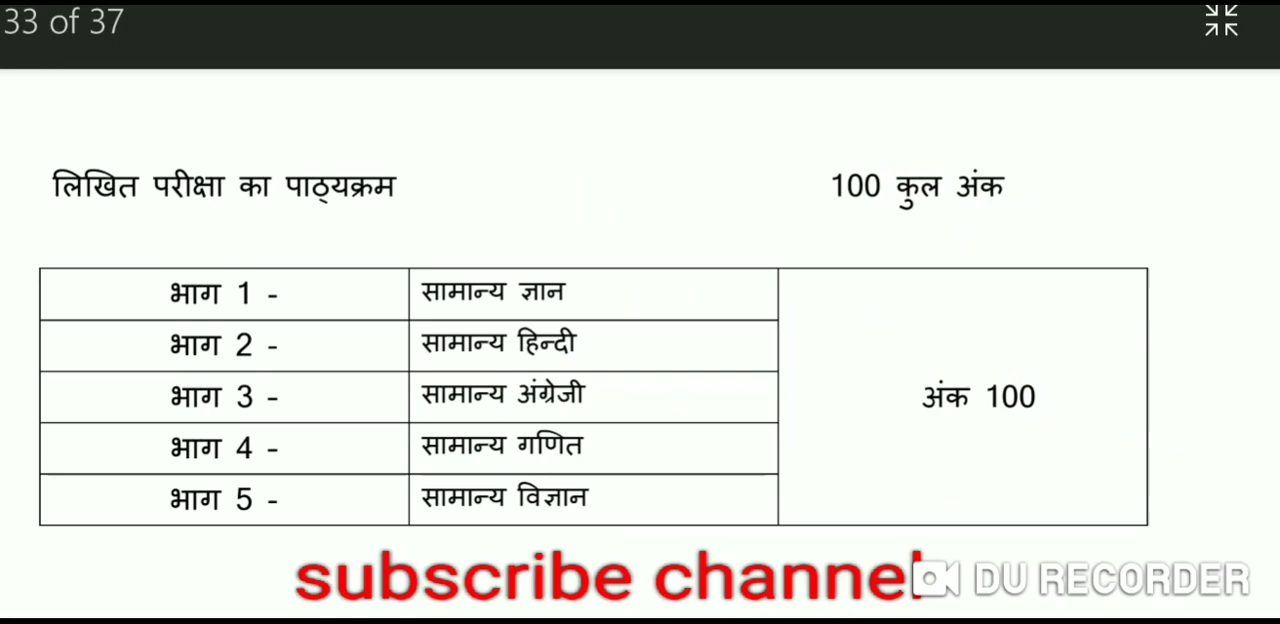 33 of 37
लिखित परीक्षा का पाठ्यक्रम 100 कुल अंक
भाग 1 - सामान्य ज्ञान
भाग 2 - सामान्य हिन्दी
भाग 3 - सामान्य अंग्रेजी अंक 100
भाग 4 - सामान्य गणित
भाग 5 - सामान्य विज्ञान
subscribe channel DU RECORDER